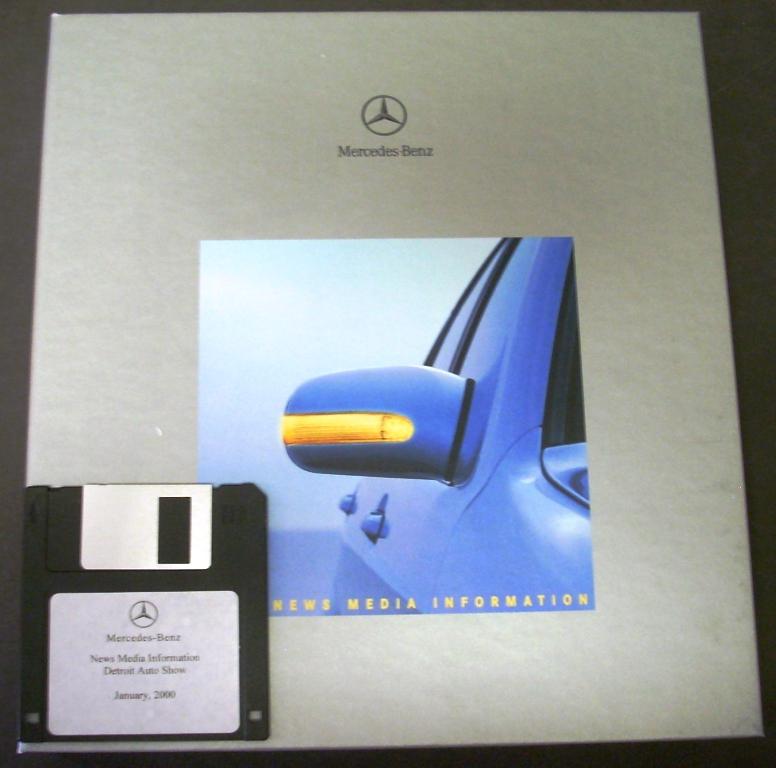 Mercedes-Benz
NEWS MEDIA INFORMATION
Mercedes-Benz
News Media Information
Detroit Auto Show
January, 2000